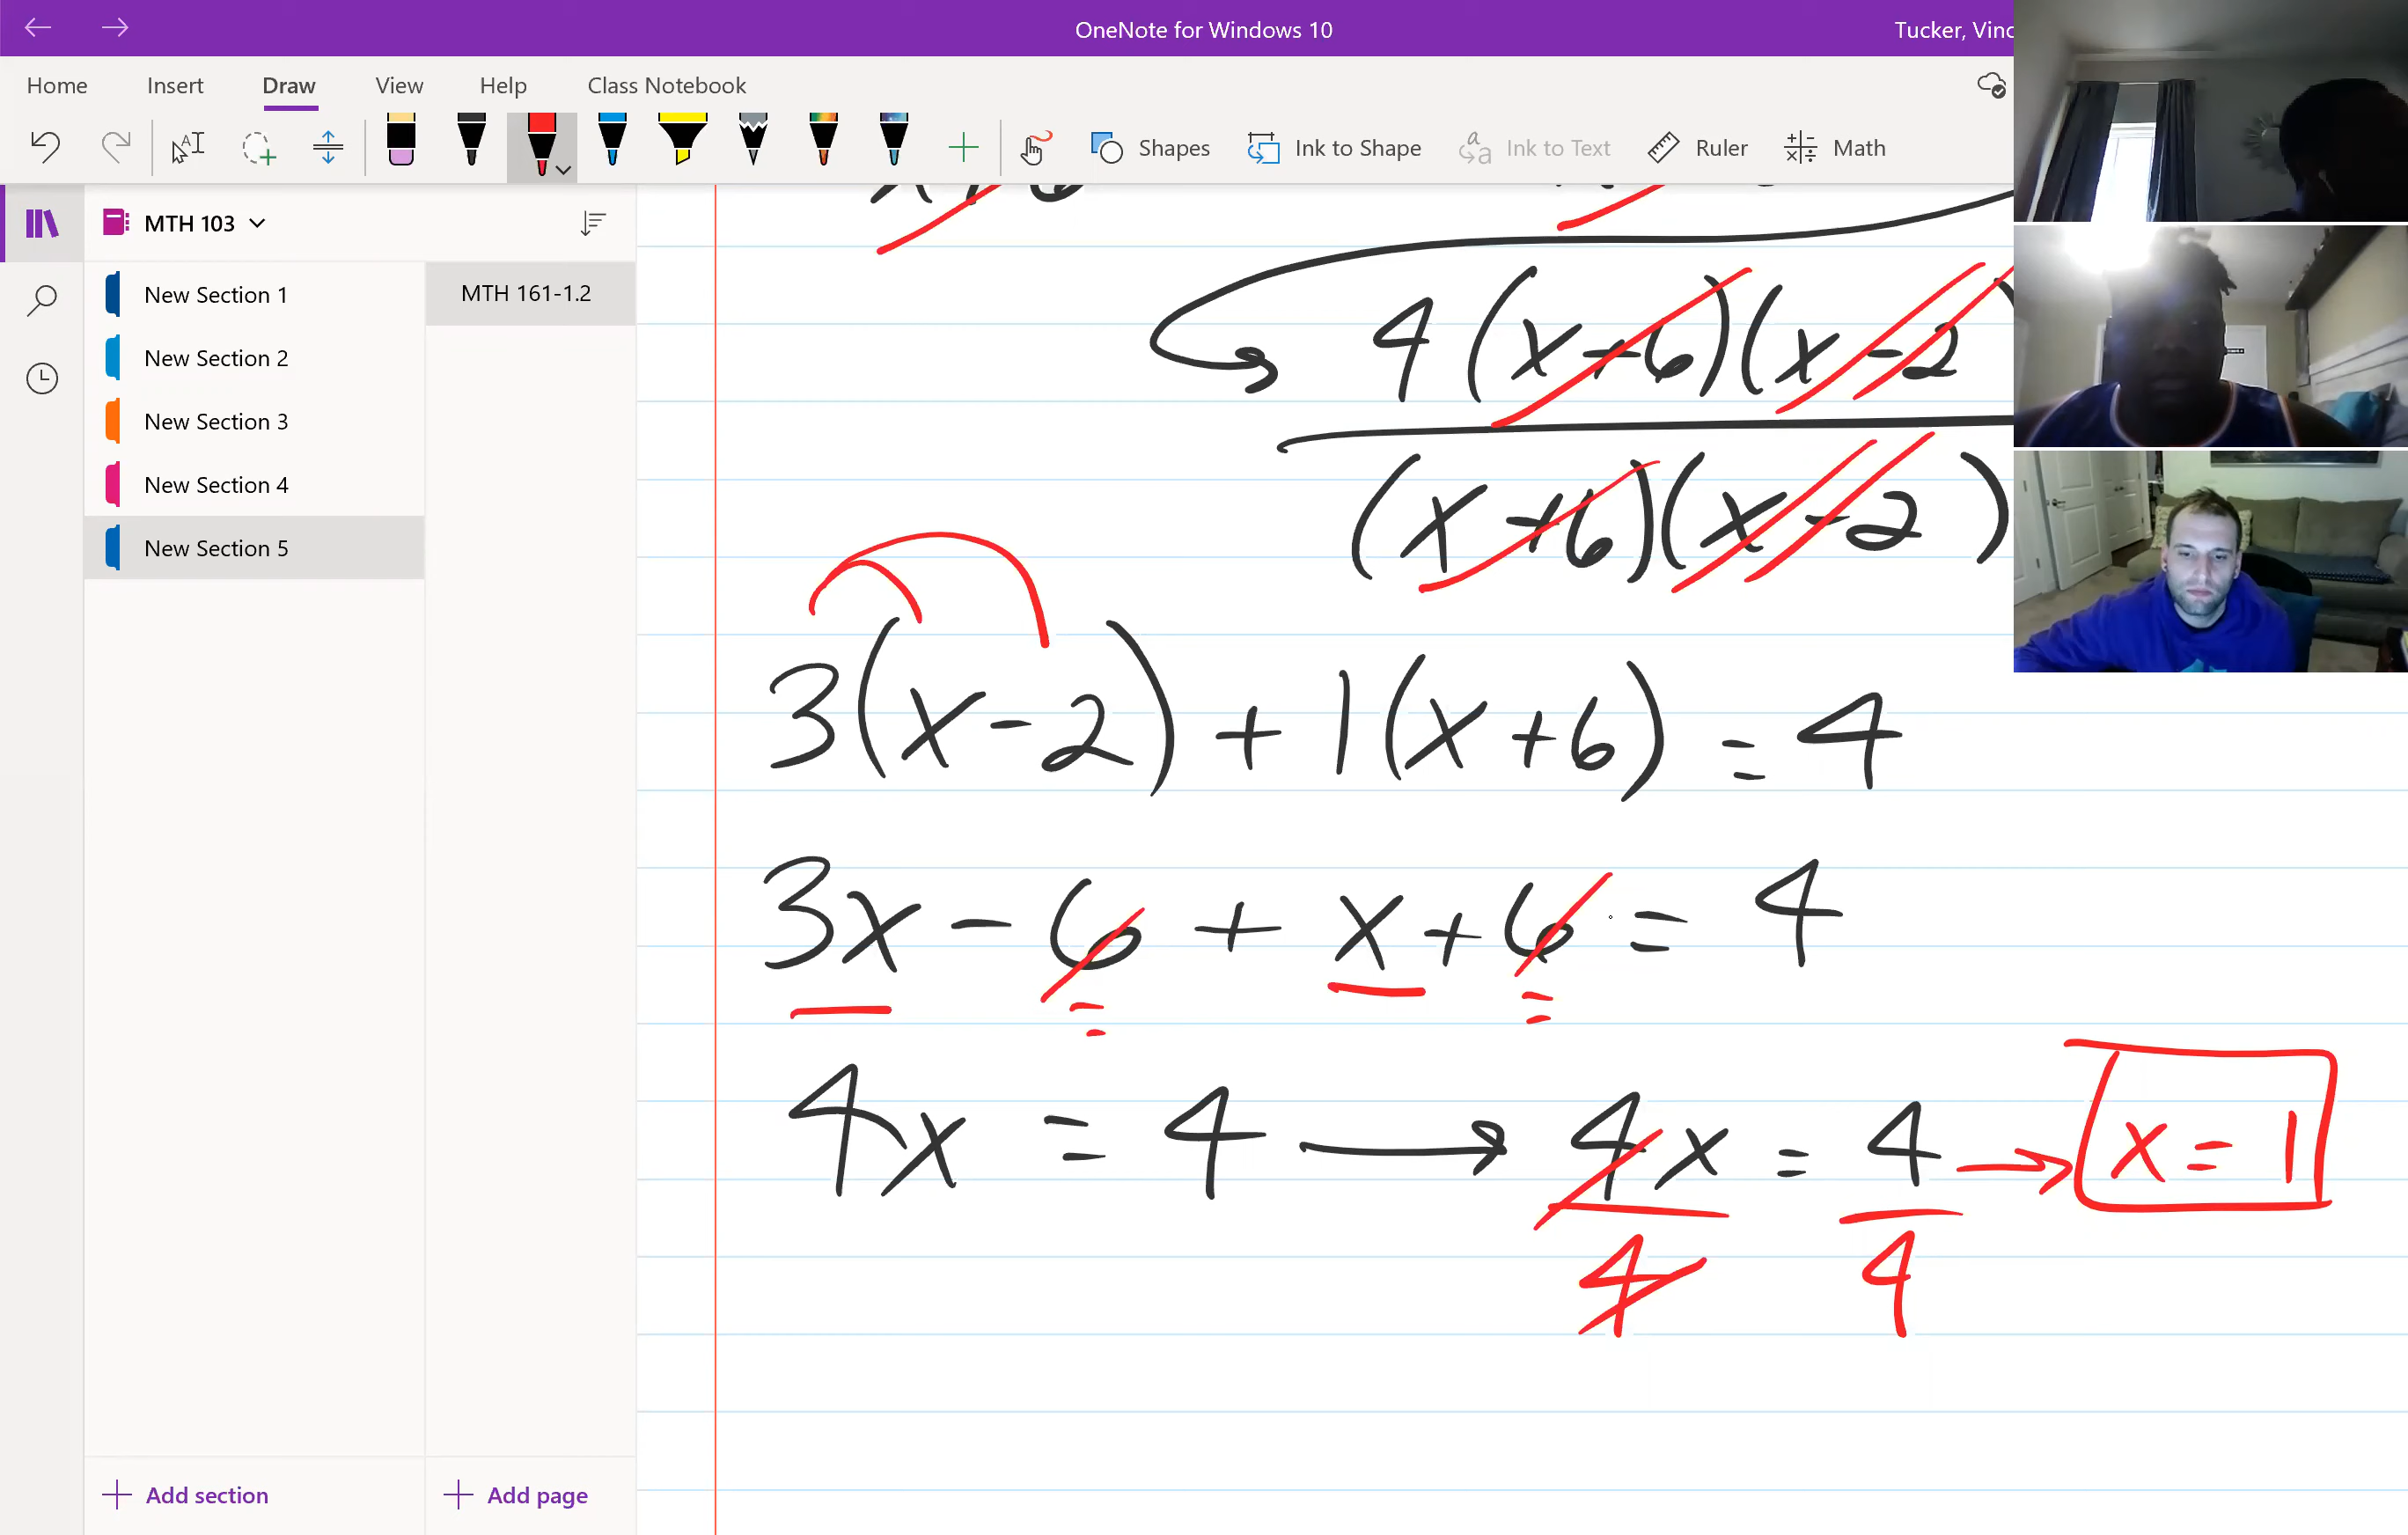 OneNote for Windows 10
Tucker, Vinc
Home Insert Draw View Help Class Notebook
Shapes Ink to Shape Ink to Text Ruler Math
MTH 103
New Section 1
New Section 2
New Section 3
New Section 4
New Section 5
MTH 161-1.2
Add section
Add page
4(x+6)(x-2
(x+6)(x-2)
3(x-2) + 1(x+6) = 4
3x - 6 + x + 6 = 4
4x = 4 → 4x = 4 → x = 1
4 4